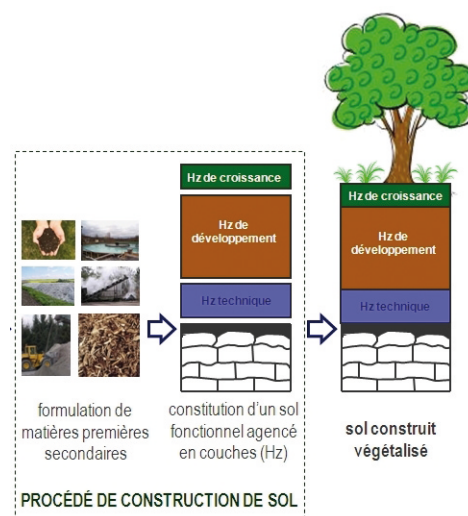 Hz de croissance
Hz de
développement
Hz technique
formulation de
matières premières
secondaires
constitution d'un sol
fonctionnel agencé
en couches (Hz)
PROCÉDÉ DE CONSTRUCTION DE SOL
Hz de croissance
Hz de
développement
Hz technique
sol construit
végétalisé